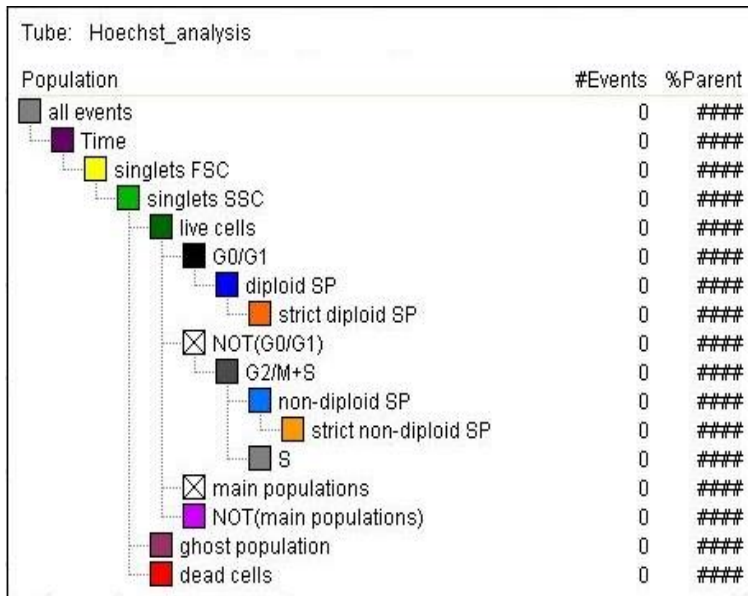 Tube: Hoechst_analysis
Population #Events %Parent
all events 0 ####
Time 0 ####
singlets FSC 0 ####
singlets SSC 0 ####
live cells 0 ####
G0/G1 0 ####
diploid SP 0 ####
strict diploid SP 0 ####
NOT(G0/G1) 0 ####
G2/M+S 0 ####
non-diploid SP 0 ####
strict non-diploid SP 0 ####
S 0 ####
main populations 0 ####
NOT(main populations) 0 ####
ghost population 0 ####
dead cells 0 ####